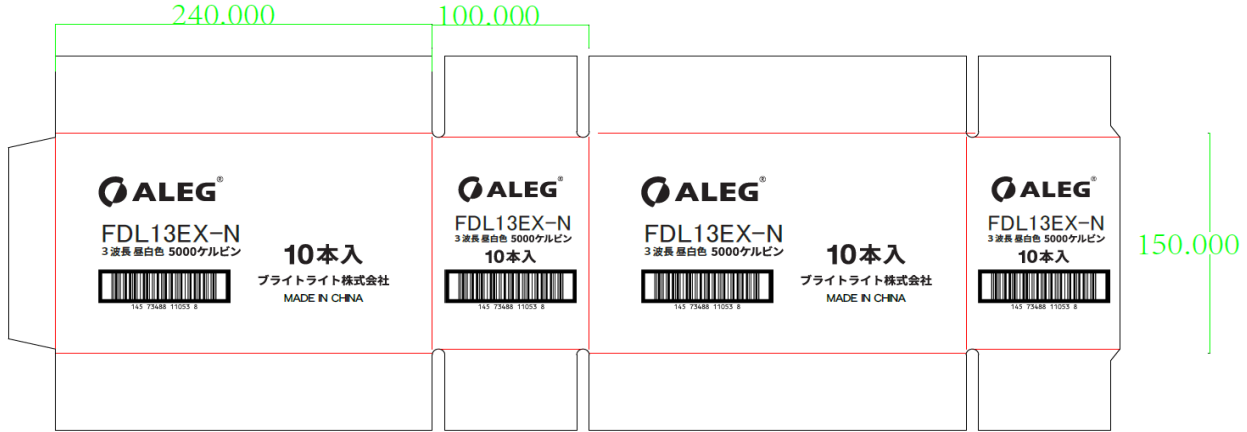 240.000
100.000
ALEG®
FDL13EX-N
3波長 昼白色 5000ケルビン
10本入
ブライトライト株式会社
MADE IN CHINA
145 73488 11053 8
ALEG®
FDL13EX-N
3波長 昼白色 5000ケルビン
10本入
145 73488 11053 8
ALEG®
FDL13EX-N
3波長 昼白色 5000ケルビン
10本入
ブライトライト株式会社
MADE IN CHINA
145 73488 11053 8
ALEG®
FDL13EX-N
3波長 昼白色 5000ケルビン
10本入
145 73488 11053 8
150.000